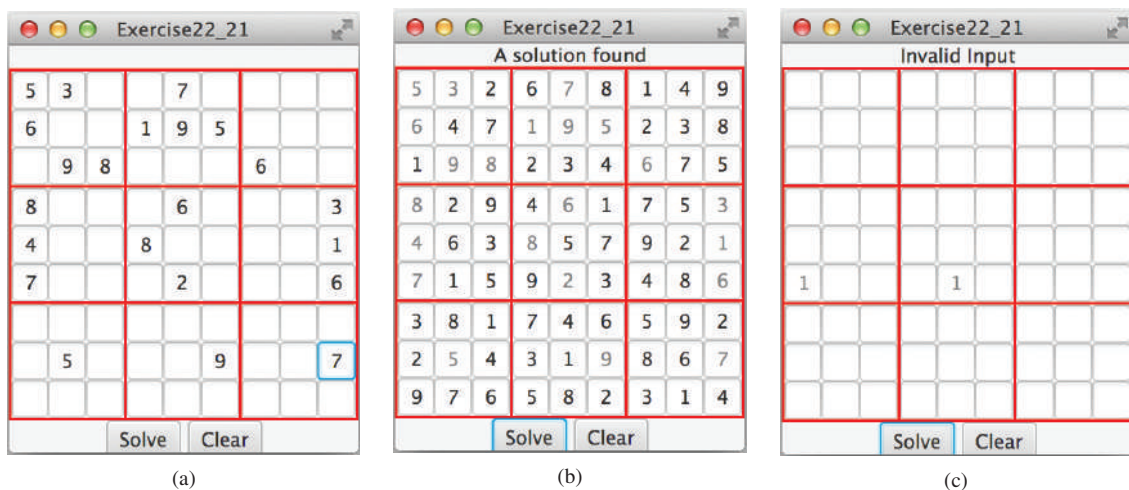 Exercise22_21
5 3 7
6 1 9 5
9 8 6
8 6 3
4 8 1
7 2 6
5 9 7
Solve Clear
(a)
Exercise22_21
A solution found
5 3 2 6 7 8 1 4 9
6 4 7 1 9 5 2 3 8
1 9 8 2 3 4 6 7 5
8 2 9 4 6 1 7 5 3
4 6 3 8 5 7 9 2 1
7 1 5 9 2 3 4 8 6
3 8 1 7 4 6 5 9 2
2 5 4 3 1 9 8 6 7
9 7 6 5 8 2 3 1 4
Solve Clear
(b)
Exercise22_21
Invalid Input
1 1
Solve Clear
(c)